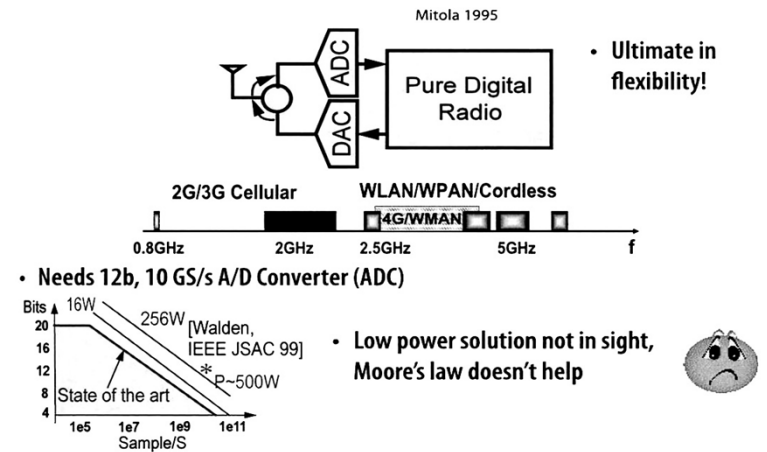 Mitola 1995
ADC
DAC
Pure Digital
Radio
• Ultimate in
flexibility!
2G/3G Cellular
WLAN/WPAN/Cordless
4G/WMAN
0.8GHz
2GHz
2.5GHz
5GHz
f
• Needs 12b, 10 GS/s A/D Converter (ADC)
Bits
16W
256W
[Walden,
IEEE JSAC 99]
* P~500W
20
16
12
8
4
State of the art
1e5 1e7 1e9 1e11
Sample/S
• Low power solution not in sight,
Moore's law doesn't help